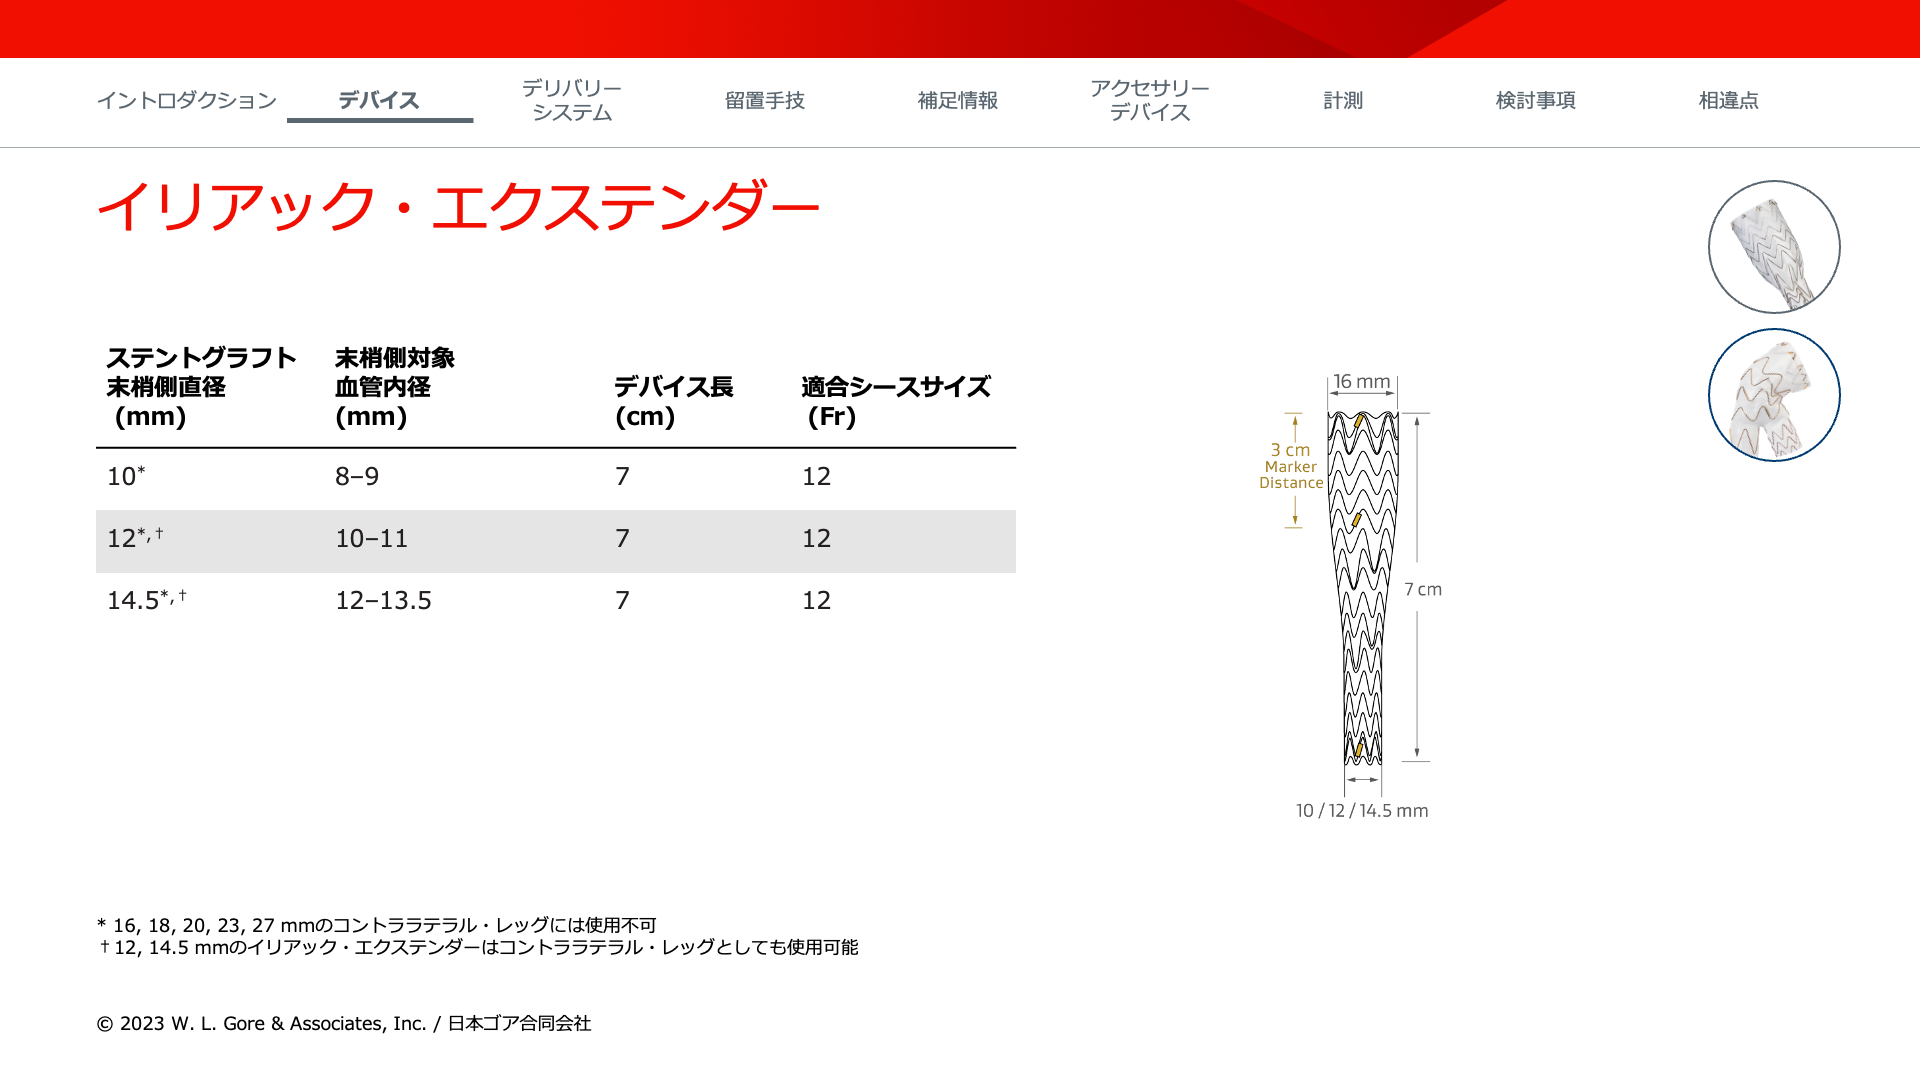 イントロダクション
デバイス
デリバリー
システム
留置手技
補足情報
アクセサリー
デバイス
計測
検討事項
相違点
イリアック・エクステンダー
ステントグラフト
末梢側直径
(mm)
末梢側対象
血管内径
(mm)
デバイス長
(cm)
適合シースサイズ
(Fr)
10* 8–9 7 12
12*,† 10–11 7 12
14.5*,† 12–13.5 7 12
16 mm
3 cm
Marker
Distance
7 cm
10 / 12 / 14.5 mm
* 16, 18, 20, 23, 27 mmのコントララテラル・レッグには使用不可
†12, 14.5 mmのイリアック・エクステンダーはコントララテラル・レッグとしても使用可能
© 2023 W. L. Gore & Associates, Inc. / 日本ゴア合同会社